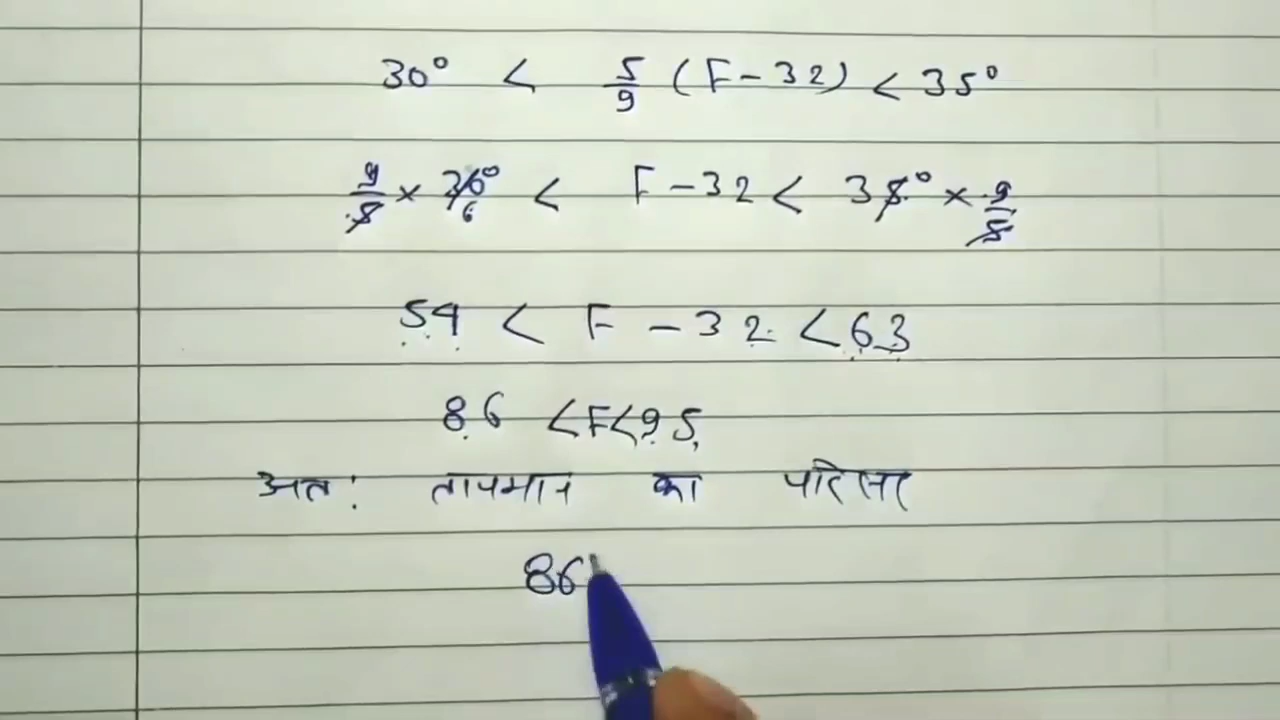 30° < 5/9 (F - 32) < 35°
9/5 × 30° 6 < F - 32 < 35° × 9/5
54 < F - 32 < 63
86 < F < 95
अतः तापमान का परिसर
86